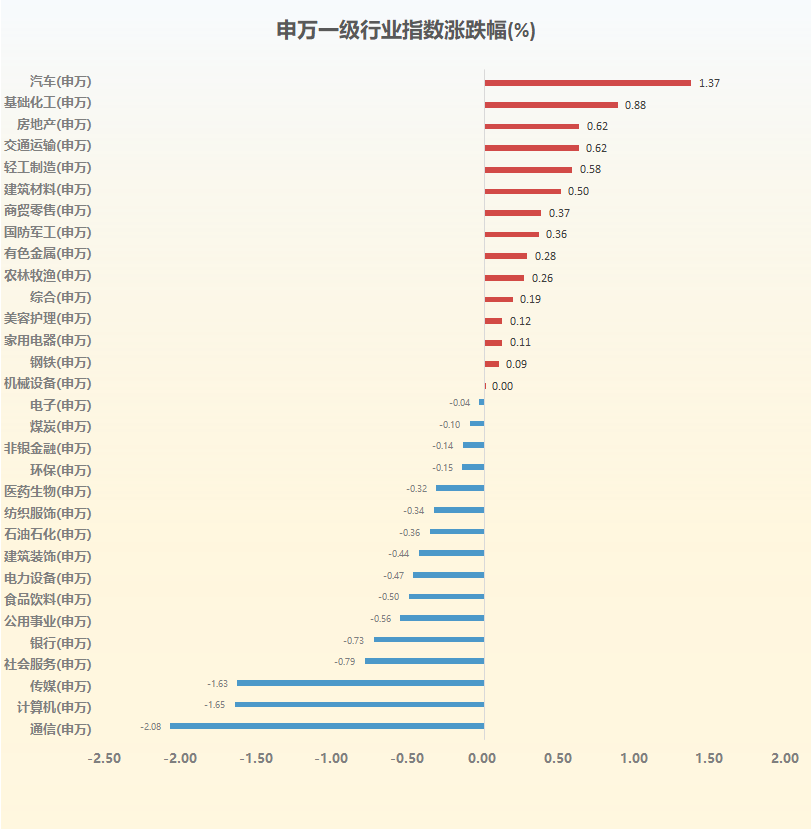 申万一级行业指数涨跌幅(%)
汽车(申万) 1.37
基础化工(申万) 0.88
房地产(申万) 0.62
交通运输(申万) 0.62
轻工制造(申万) 0.58
建筑材料(申万) 0.50
商贸零售(申万) 0.37
国防军工(申万) 0.36
有色金属(申万) 0.28
农林牧渔(申万) 0.26
综合(申万) 0.19
美容护理(申万) 0.12
家用电器(申万) 0.11
钢铁(申万) 0.09
机械设备(申万) 0.00
电子(申万) -0.04
煤炭(申万) -0.10
非银金融(申万) -0.14
环保(申万) -0.15
医药生物(申万) -0.32
纺织服饰(申万) -0.34
石油石化(申万) -0.36
建筑装饰(申万) -0.44
电力设备(申万) -0.47
食品饮料(申万) -0.50
公用事业(申万) -0.56
银行(申万) -0.73
社会服务(申万) -0.79
传媒(申万) -1.63
计算机(申万) -1.65
通信(申万) -2.08
-2.50 -2.00 -1.50 -1.00 -0.50 0.00 0.50 1.00 1.50 2.00